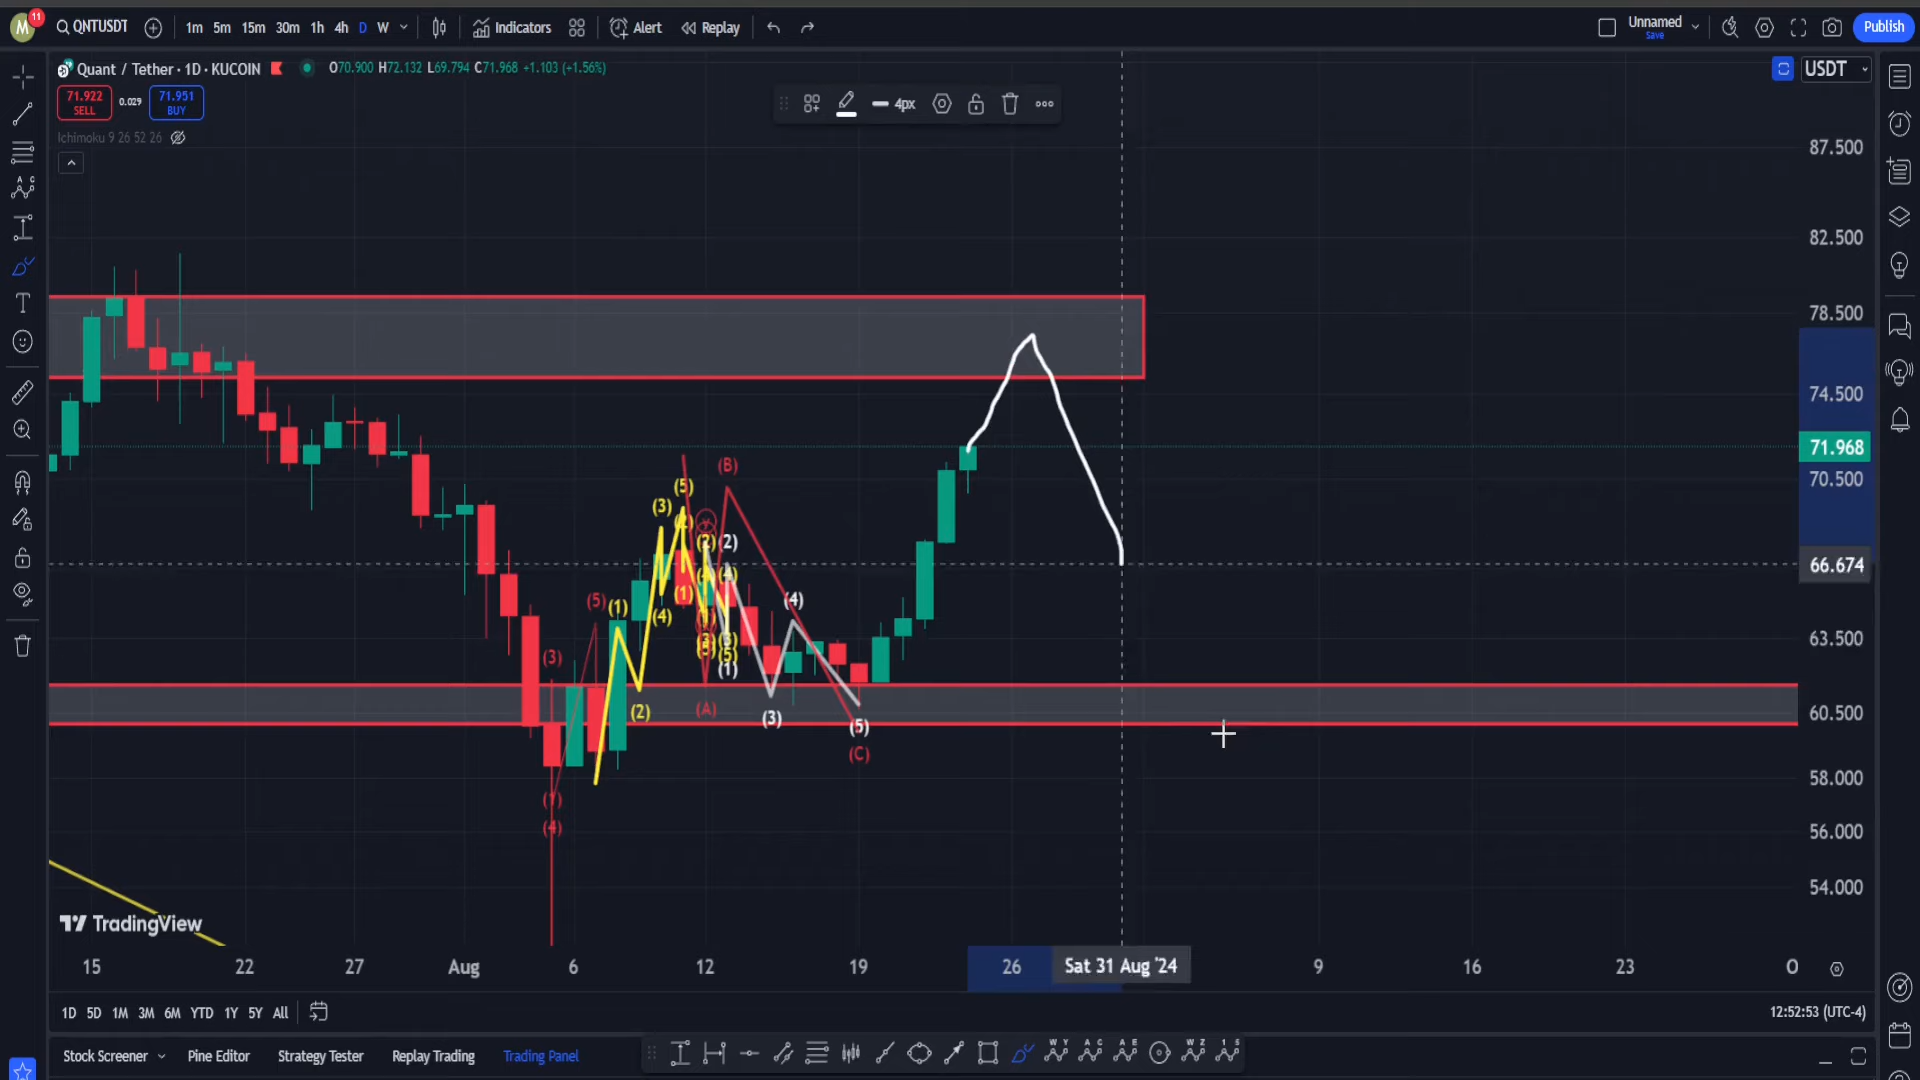 M 11 QNTUSDT 1m 5m 15m 30m 1h 4h D W Indicators Alert Replay Unnamed Save Publish
Quant / Tether · 1D · KUCOIN O70.900 H72.132 L69.794 C71.968 +1.103 (+1.56%) USDT
71.922 SELL 0.029 71.951 BUY 4px
Ichimoku 9 26 52 26
87.500
82.500
78.500
74.500
71.968
70.500
66.674
63.500
60.500
58.000
56.000
54.000
(B)
(5)
(3)
(2) (2)
(5) (1) (1) (4) (4)
(4)
(3)
(1)
(2) (A) (3) (5)
(C)
(4)
TradingView
15 22 27 Aug 6 12 19 26 Sat 31 Aug '24 9 16 23 O
1D 5D 1M 3M 6M YTD 1Y 5Y All 12:52:53 (UTC-4)
Stock Screener Pine Editor Strategy Tester Replay Trading Trading Panel